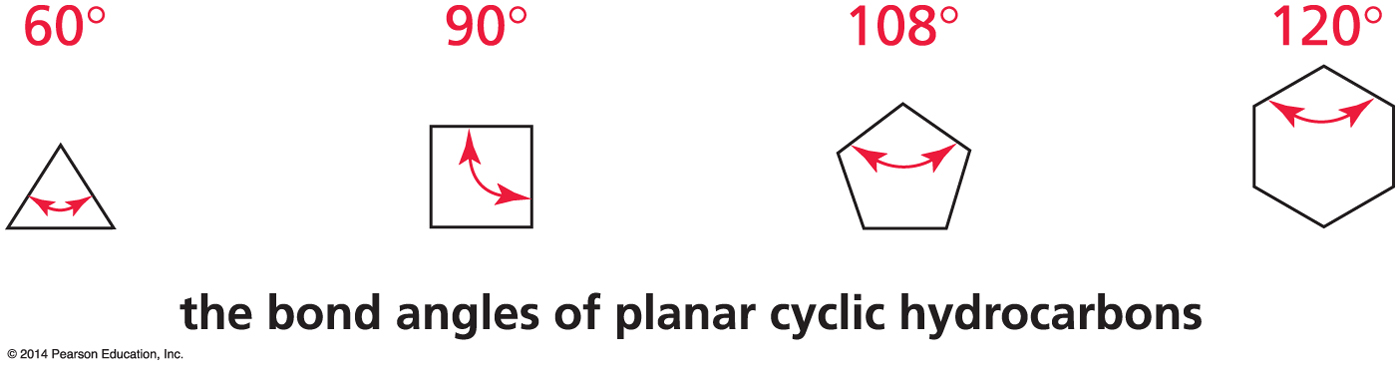 60° 90° 108° 120°
the bond angles of planar cyclic hydrocarbons
© 2014 Pearson Education, Inc.